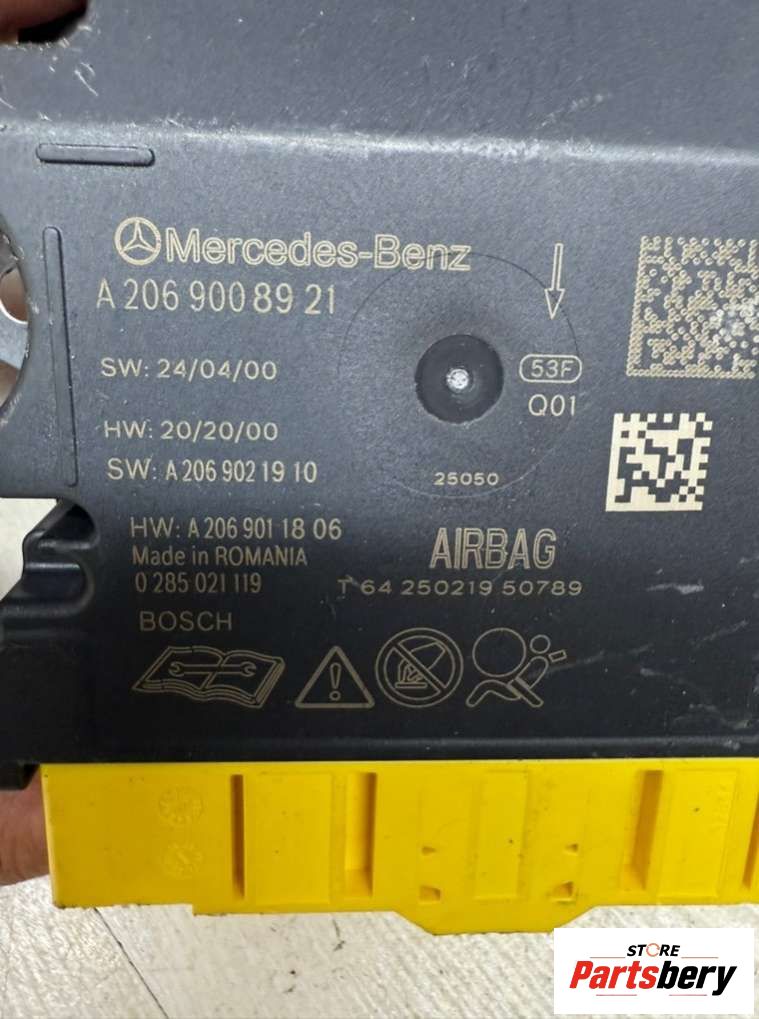 Mercedes-Benz
A 206 900 89 21
SW: 24/04/00
53F
Q01
HW: 20/20/00
SW: A 206 902 19 10
25050
HW: A 206 901 18 06
Made in ROMANIA
AIRBAG
0 285 021 119
T 64 250219 50789
BOSCH
STORE
Partsbery